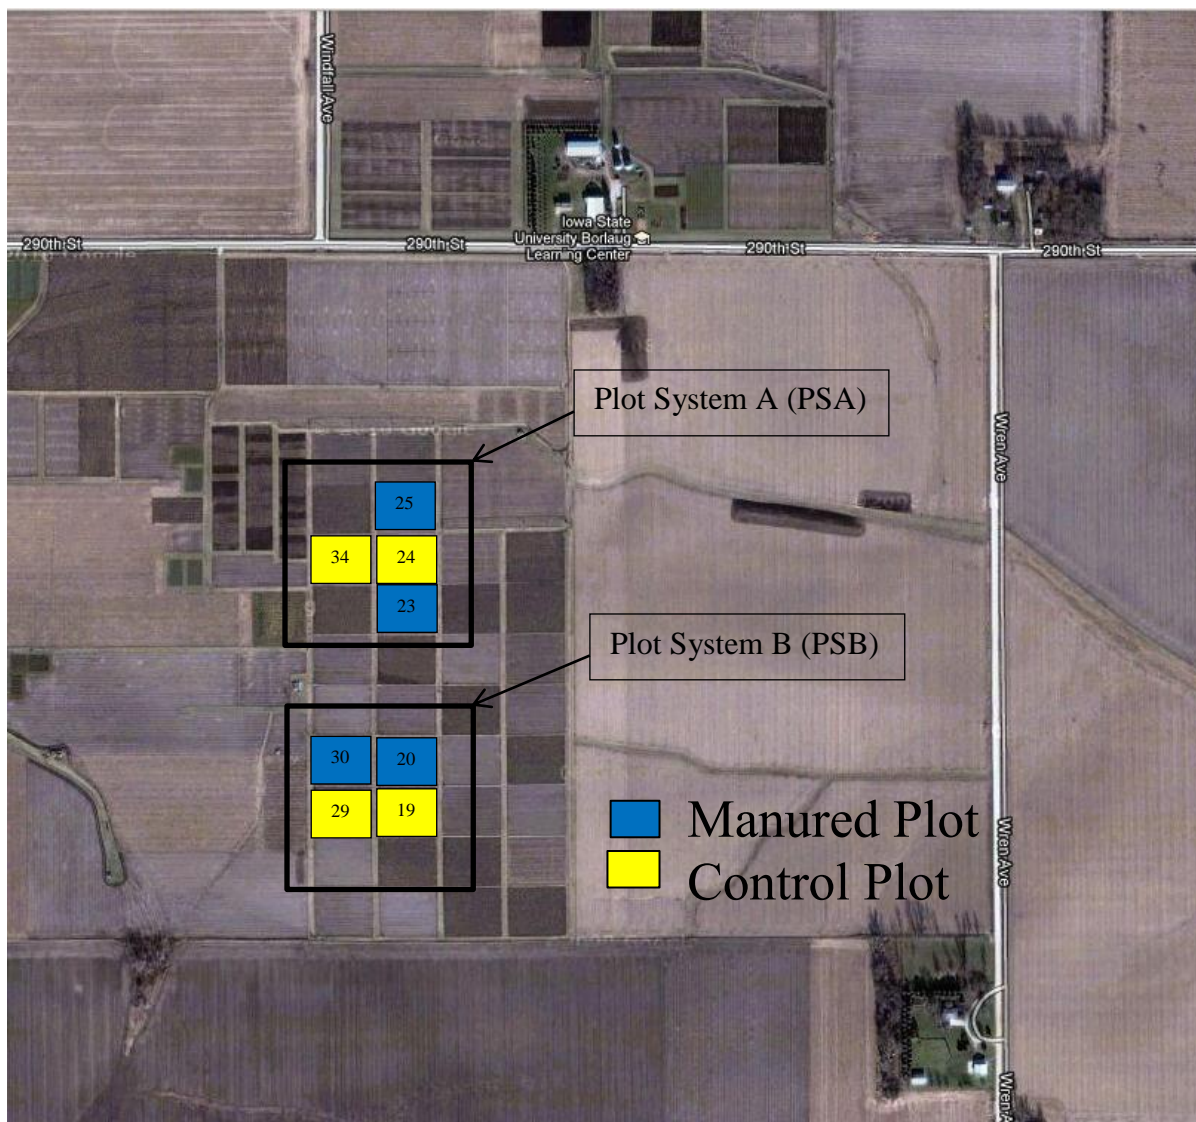 Windfall Ave
Iowa State
University Borlaug
Learning Center
290th St
290th St
290th St
290th St
Plot System A (PSA)
Wren Ave
25
34
24
23
Plot System B (PSB)
30
20
29
19
Manured Plot
Control Plot
Wren Ave
Wren A